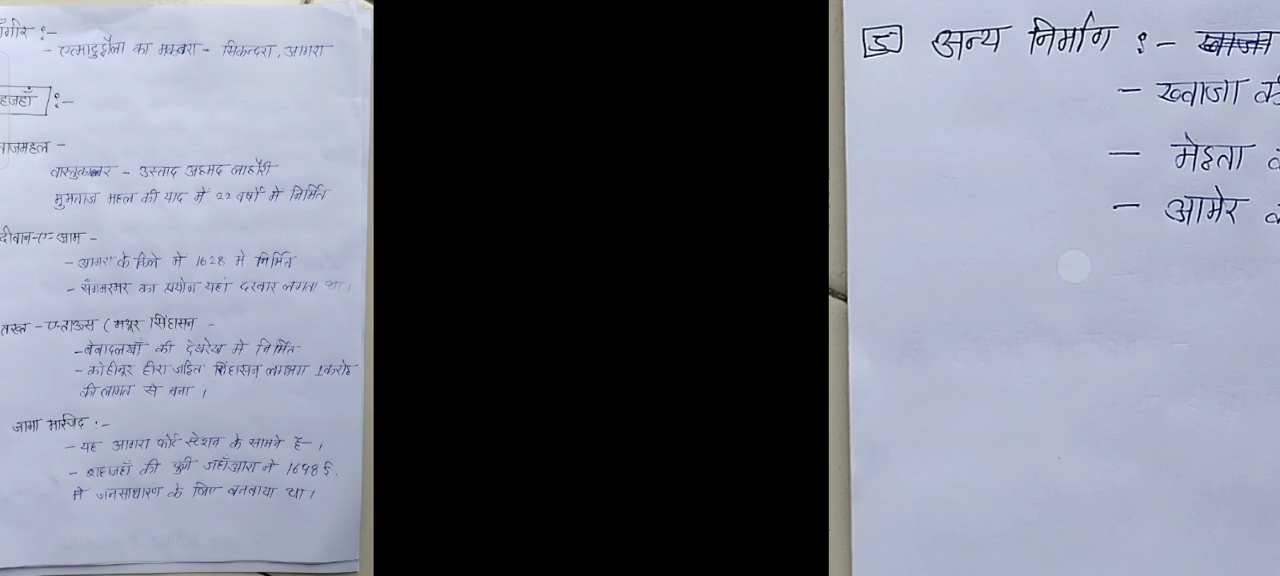 - एत्मादुद्दौला का मकबरा - सिकन्दरा, आगरा
:-
वास्तुकार - उस्ताद अहमद लाहौरी
मुमताज महल की याद में 22 वर्षों में निर्मित
दीवान-ए-आम -
- आगरा के किले में 1628 मे निर्मित
- संगमरमर का प्रयोग यहां दरबार लगता था।
तख्त - ए-ताऊस (मयूर सिंहासन -
- बेबादलखाँ की देखरेख मे निर्मित
- कोहीनूर हीरा जडित सिंहासन लगभग 1 करोड
की लागत से बना ।
जामा मस्जिद :-
- यह आगरा फोर्ट स्टेशन के सामने है ।
- शाहजहाँ की पुत्री जहाँआरा ने 1648 ई.
मे जनसाधारण के लिए बनवाया था।
5 अन्य निर्माण :-
- ख्वाजा
- मेहता
- आमेर